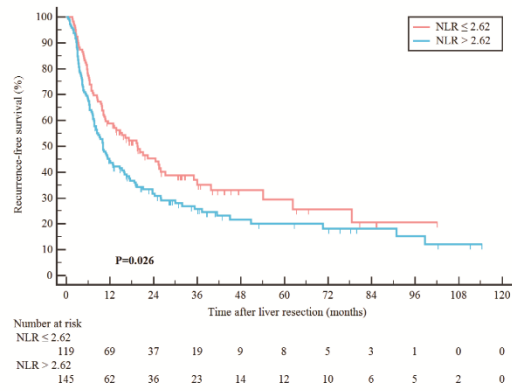 100
90
80
70
60
50
40
30
20
10
0
Recurrence-free survival (%)
NLR ≤ 2.62
NLR > 2.62
P=0.026
0 12 24 36 48 60 72 84 96 108 120
Time after liver resection (months)
Number at risk
NLR ≤ 2.62
119 69 37 19 9 8 5 3 1 0 0
NLR > 2.62
145 62 36 23 14 12 10 6 5 2 0